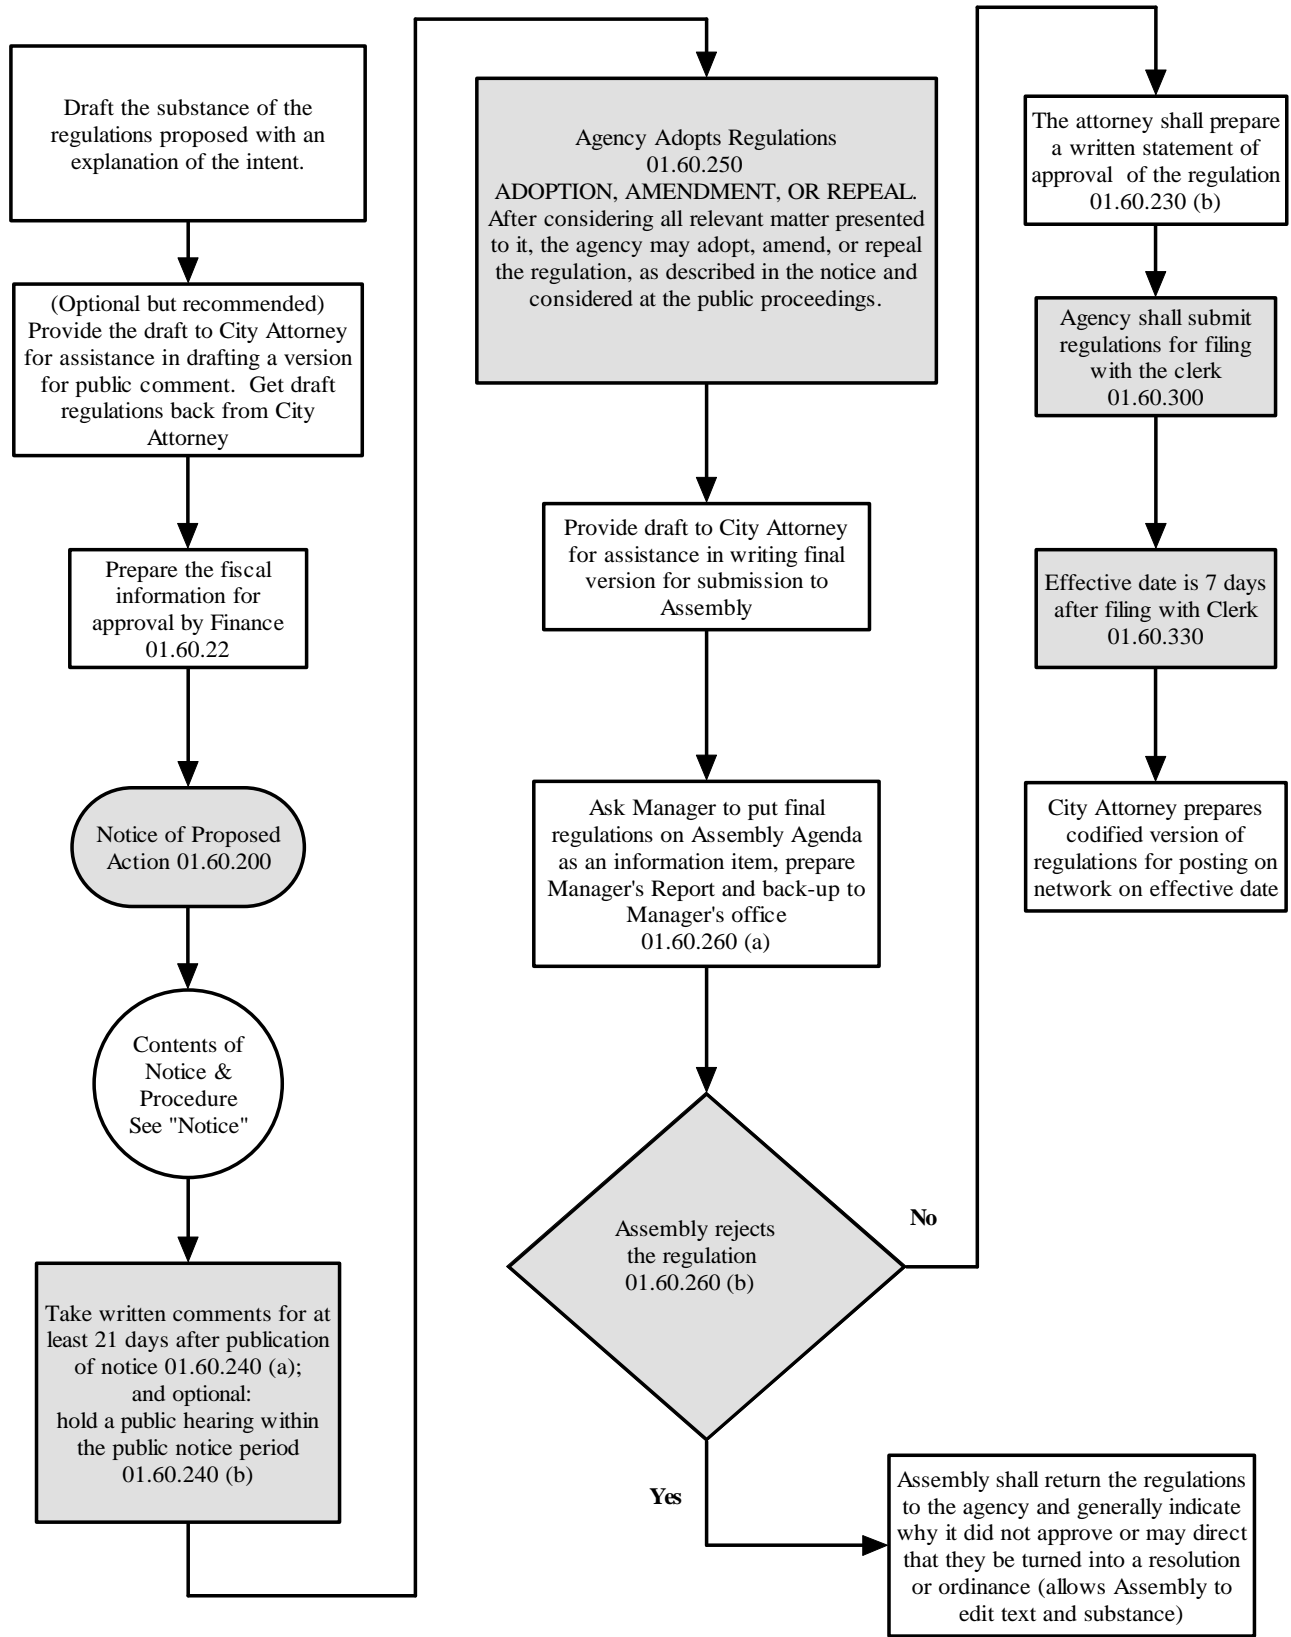 Draft the substance of the
regulations proposed with an
explanation of the intent.
(Optional but recommended)
Provide the draft to City Attorney
for assistance in drafting a version
for public comment.  Get draft
regulations back from City
Attorney
Prepare the fiscal
information for
approval by Finance
01.60.22
Notice of Proposed
Action 01.60.200
Contents of
Notice &
Procedure
See "Notice"
Take written comments for at
least 21 days after publication
of notice 01.60.240 (a);
and optional:
hold a public hearing within
the public notice period
01.60.240 (b)
Agency Adopts Regulations
01.60.250
ADOPTION, AMENDMENT, OR REPEAL.
After considering all relevant matter presented
to it, the agency may adopt, amend, or repeal
the regulation, as described in the notice and
considered at the public proceedings.
Provide draft to City Attorney
for assistance in writing final
version for submission to
Assembly
Ask Manager to put final
regulations on Assembly Agenda
as an information item, prepare
Manager's Report and back-up to
Manager's office
01.60.260 (a)
Assembly rejects
the regulation
01.60.260 (b)
No
Yes
Assembly shall return the regulations
to the agency and generally indicate
why it did not approve or may direct
that they be turned into a resolution
or ordinance (allows Assembly to
edit text and substance)
The attorney shall prepare
a written statement of
approval  of the regulation
01.60.230 (b)
Agency shall submit
regulations for filing
with the clerk
01.60.300
Effective date is 7 days
after filing with Clerk
01.60.330
City Attorney prepares
codified version of
regulations for posting on
network on effective date